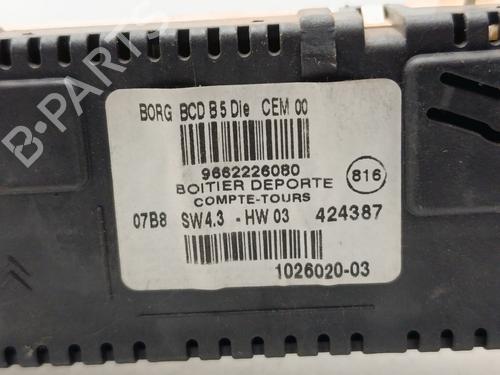 BORG BCD B5 Die CEM 00
9662226080
BOITIER DEPORTE
816
COMPTE-TOURS
07B8 SW4.3 - HW 03 424387
1026020-03
B-PARTS